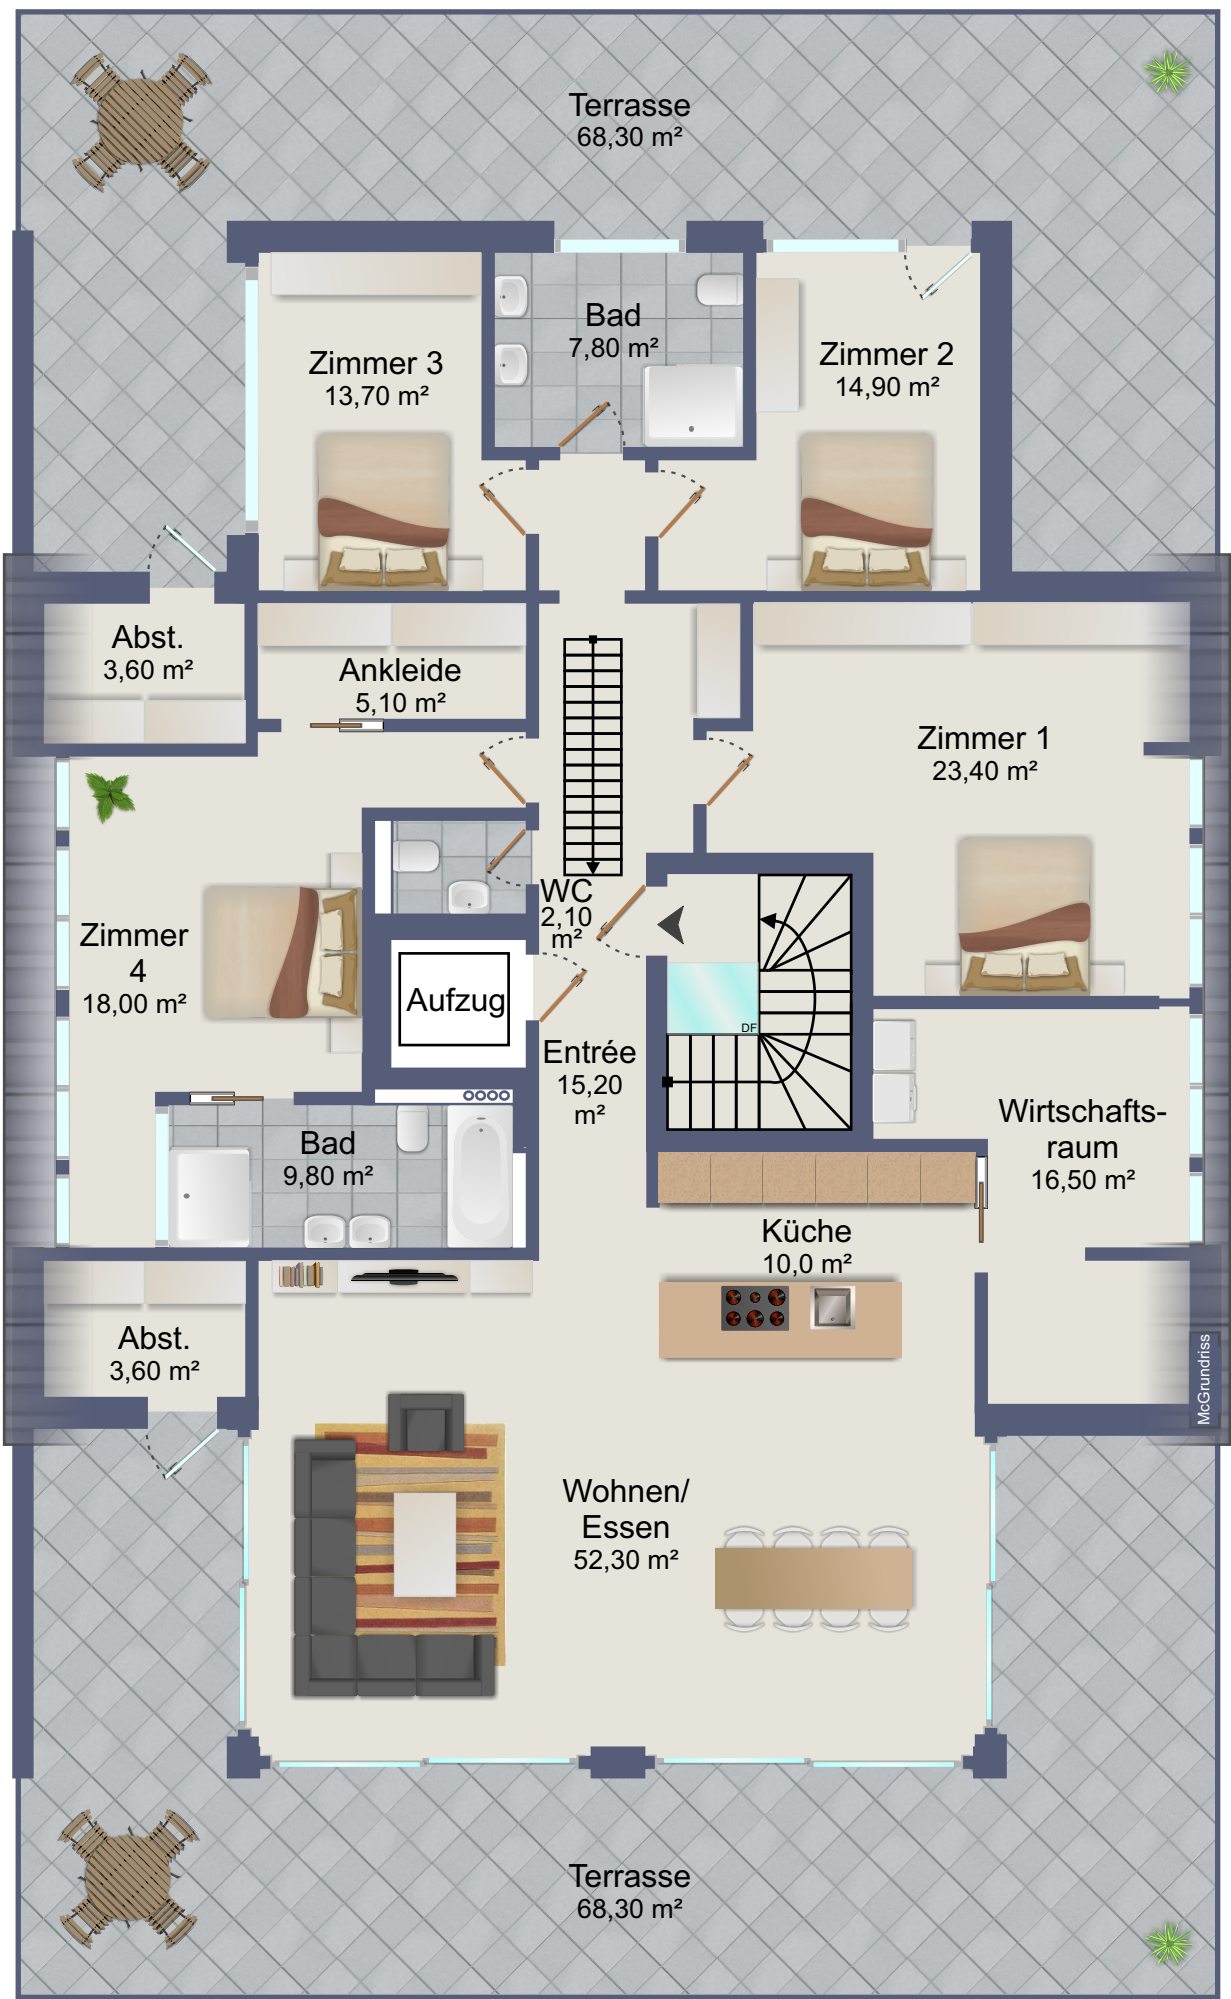 Terrasse
68,30 m²
Bad
7,80 m²
Zimmer 3
13,70 m²
Zimmer 2
14,90 m²
Abst.
3,60 m²
Ankleide
5,10 m²
Zimmer 1
23,40 m²
WC
2,10
m²
Zimmer
4
18,00 m²
Aufzug
DF
Entrée
15,20
m²
Wirtschafts-
raum
16,50 m²
Bad
9,80 m²
Küche
10,0 m²
Abst.
3,60 m²
McGrundriss
Wohnen/
Essen
52,30 m²
Terrasse
68,30 m²